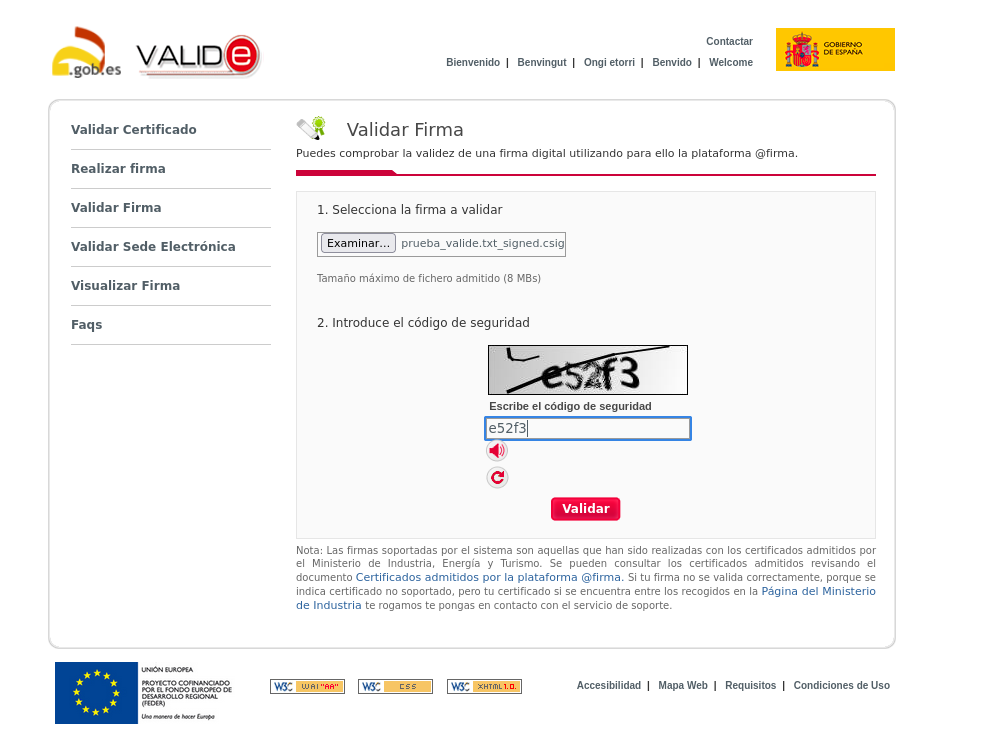 .gob.es
VALIDe
Contactar
Bienvenido | Benvingut | Ongi etorri | Benvido | Welcome
GOBIERNO
DE ESPAÑA
Validar Certificado
Realizar firma
Validar Firma
Validar Sede Electrónica
Visualizar Firma
Faqs
Validar Firma
Puedes comprobar la validez de una firma digital utilizando para ello la plataforma @firma.
1. Selecciona la firma a validar
Examinar... prueba_valide.txt_signed.csig
Tamaño máximo de fichero admitido (8 MBs)
2. Introduce el código de seguridad
e52f3
Escribe el código de seguridad
e52f3
Validar
Nota: Las firmas soportadas por el sistema son aquellas que han sido realizadas con los certificados admitidos por
el Ministerio de Industria, Energía y Turismo. Se pueden consultar los certificados admitidos revisando el
documento Certificados admitidos por la plataforma @firma. Si tu firma no se valida correctamente, porque se
indica certificado no soportado, pero tu certificado si se encuentra entre los recogidos en la Página del Ministerio
de Industria te rogamos te pongas en contacto con el servicio de soporte.
UNIÓN EUROPEA
PROYECTO COFINANCIADO
POR EL FONDO EUROPEO DE
DESARROLLO REGIONAL
(FEDER)
Una manera de hacer Europa
W3C WAI "AA" W3C CSS W3C XHTML 1.0.
Accesibilidad | Mapa Web | Requisitos | Condiciones de Uso